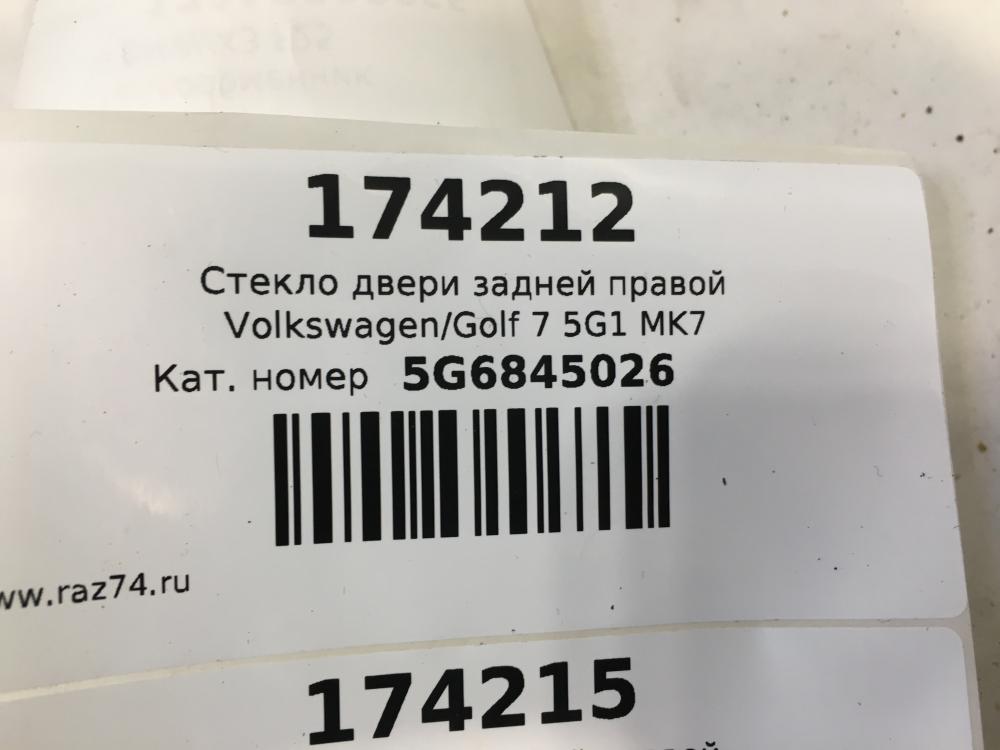 174212
Стекло двери задней правой
Volkswagen/Golf 7 5G1 MK7
Кат. номер 5G6845026
www.raz74.ru
174215